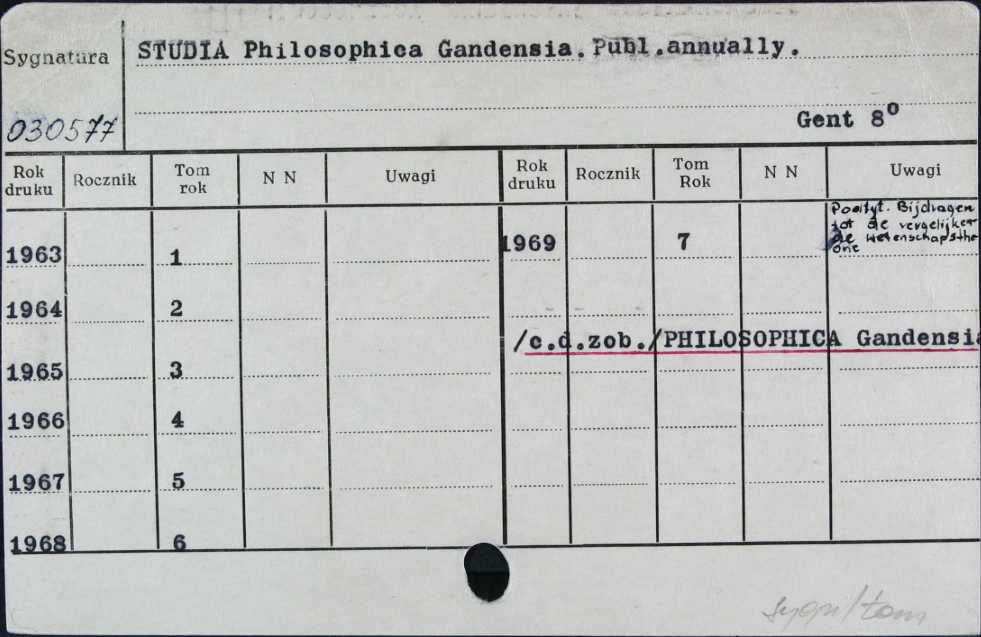 Sygnatura
STUDIA Philosophica Gandensia. Publ. annually.
030577
Gent 8º
Rok druku Rocznik Tom rok N N Uwagi Rok druku Rocznik Tom Rok N N Uwagi
Bijdragen
tot de vergelijken
de wetenschapsthe
orie
1963 1 1969 7
1964 2
/c.d.zob./PHILOSOPHICA Gandensia
1965 3
1966 4
1967 5
1968 6
sygn/tom